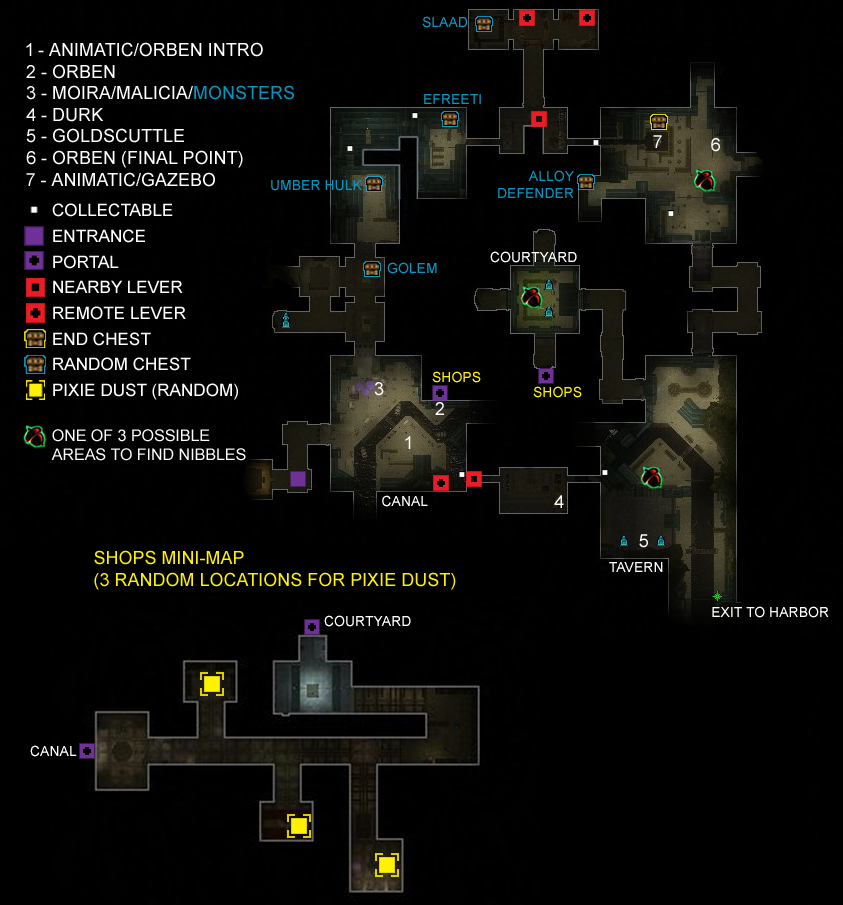 1 - ANIMATIC/ORBEN INTRO
2 - ORBEN
3 - MOIRA/MALICIA/MONSTERS
4 - DURK
5 - GOLDSCUTTLE
6 - ORBEN (FINAL POINT)
7 - ANIMATIC/GAZEBO
COLLECTABLE
ENTRANCE
PORTAL
NEARBY LEVER
REMOTE LEVER
END CHEST
RANDOM CHEST
PIXIE DUST (RANDOM)
ONE OF 3 POSSIBLE
AREAS TO FIND NIBBLES
SLAAD
EFREETI
7
6
UMBER HULK
ALLOY
DEFENDER
COURTYARD
GOLEM
SHOPS
3
SHOPS
2
1
CANAL
4
5
TAVERN
EXIT TO HARBOR
SHOPS MINI-MAP
(3 RANDOM LOCATIONS FOR PIXIE DUST)
COURTYARD
CANAL